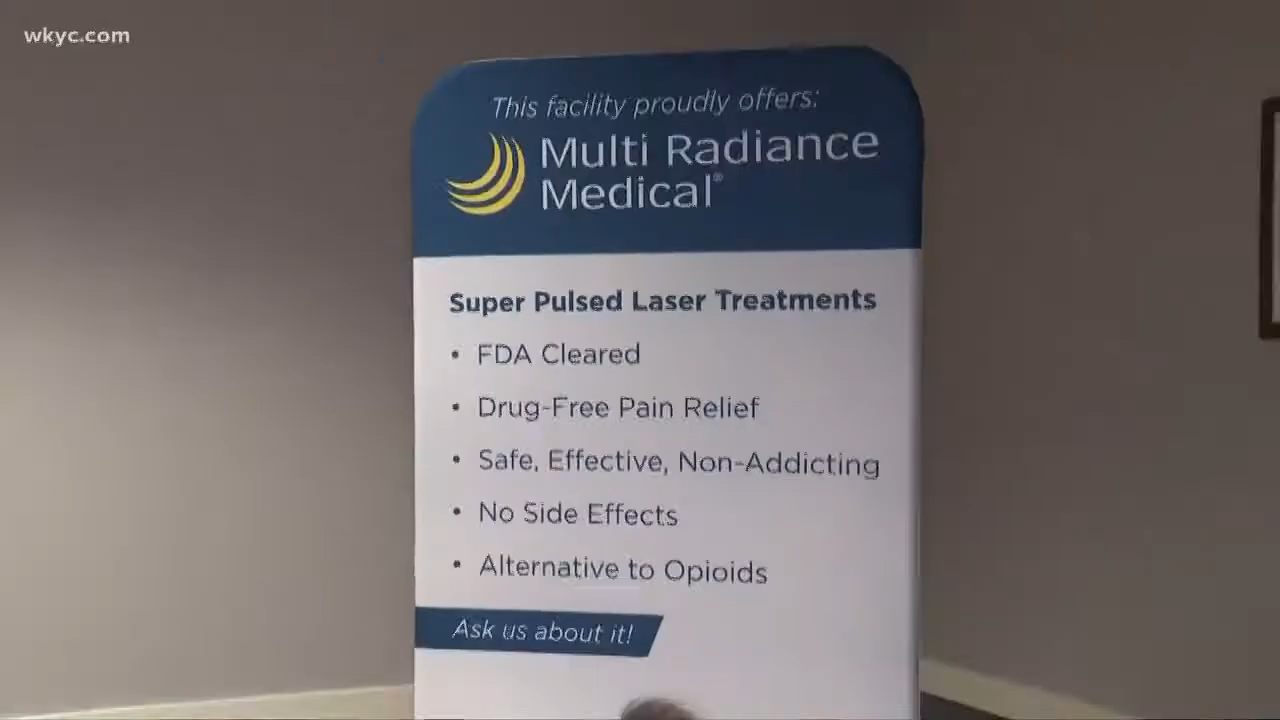 wkyc.com
This facility proudly offers:
Multi Radiance
Medical®
Super Pulsed Laser Treatments
• FDA Cleared
• Drug-Free Pain Relief
• Safe, Effective, Non-Addicting
• No Side Effects
• Alternative to Opioids
Ask us about it!